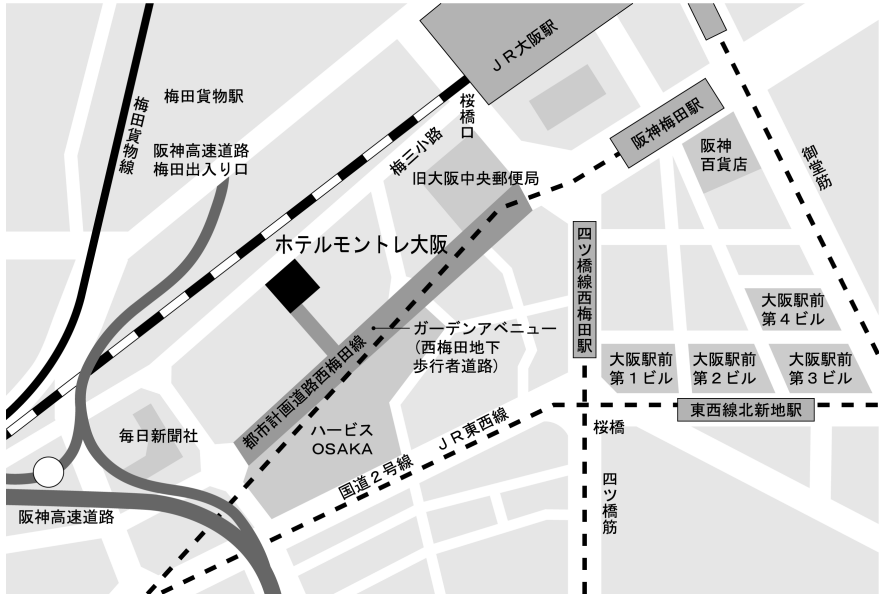 JR大阪駅
梅田貨物駅
梅田貨物線
桜橋口
阪神梅田駅
阪神高速道路
梅田出入り口
梅三小路
阪神
百貨店
御堂筋
旧大阪中央郵便局
ホテルモントレ大阪
四ツ橋線西梅田駅
大阪駅前
第4ビル
ガーデンアベニュー
(西梅田地下
歩行者道路)
都市計画道路西梅田線
大阪駅前
第1ビル
大阪駅前
第2ビル
大阪駅前
第3ビル
東西線北新地駅
毎日新聞社
ハービス
OSAKA
JR東西線
桜橋
国道2号線
四ツ橋筋
阪神高速道路